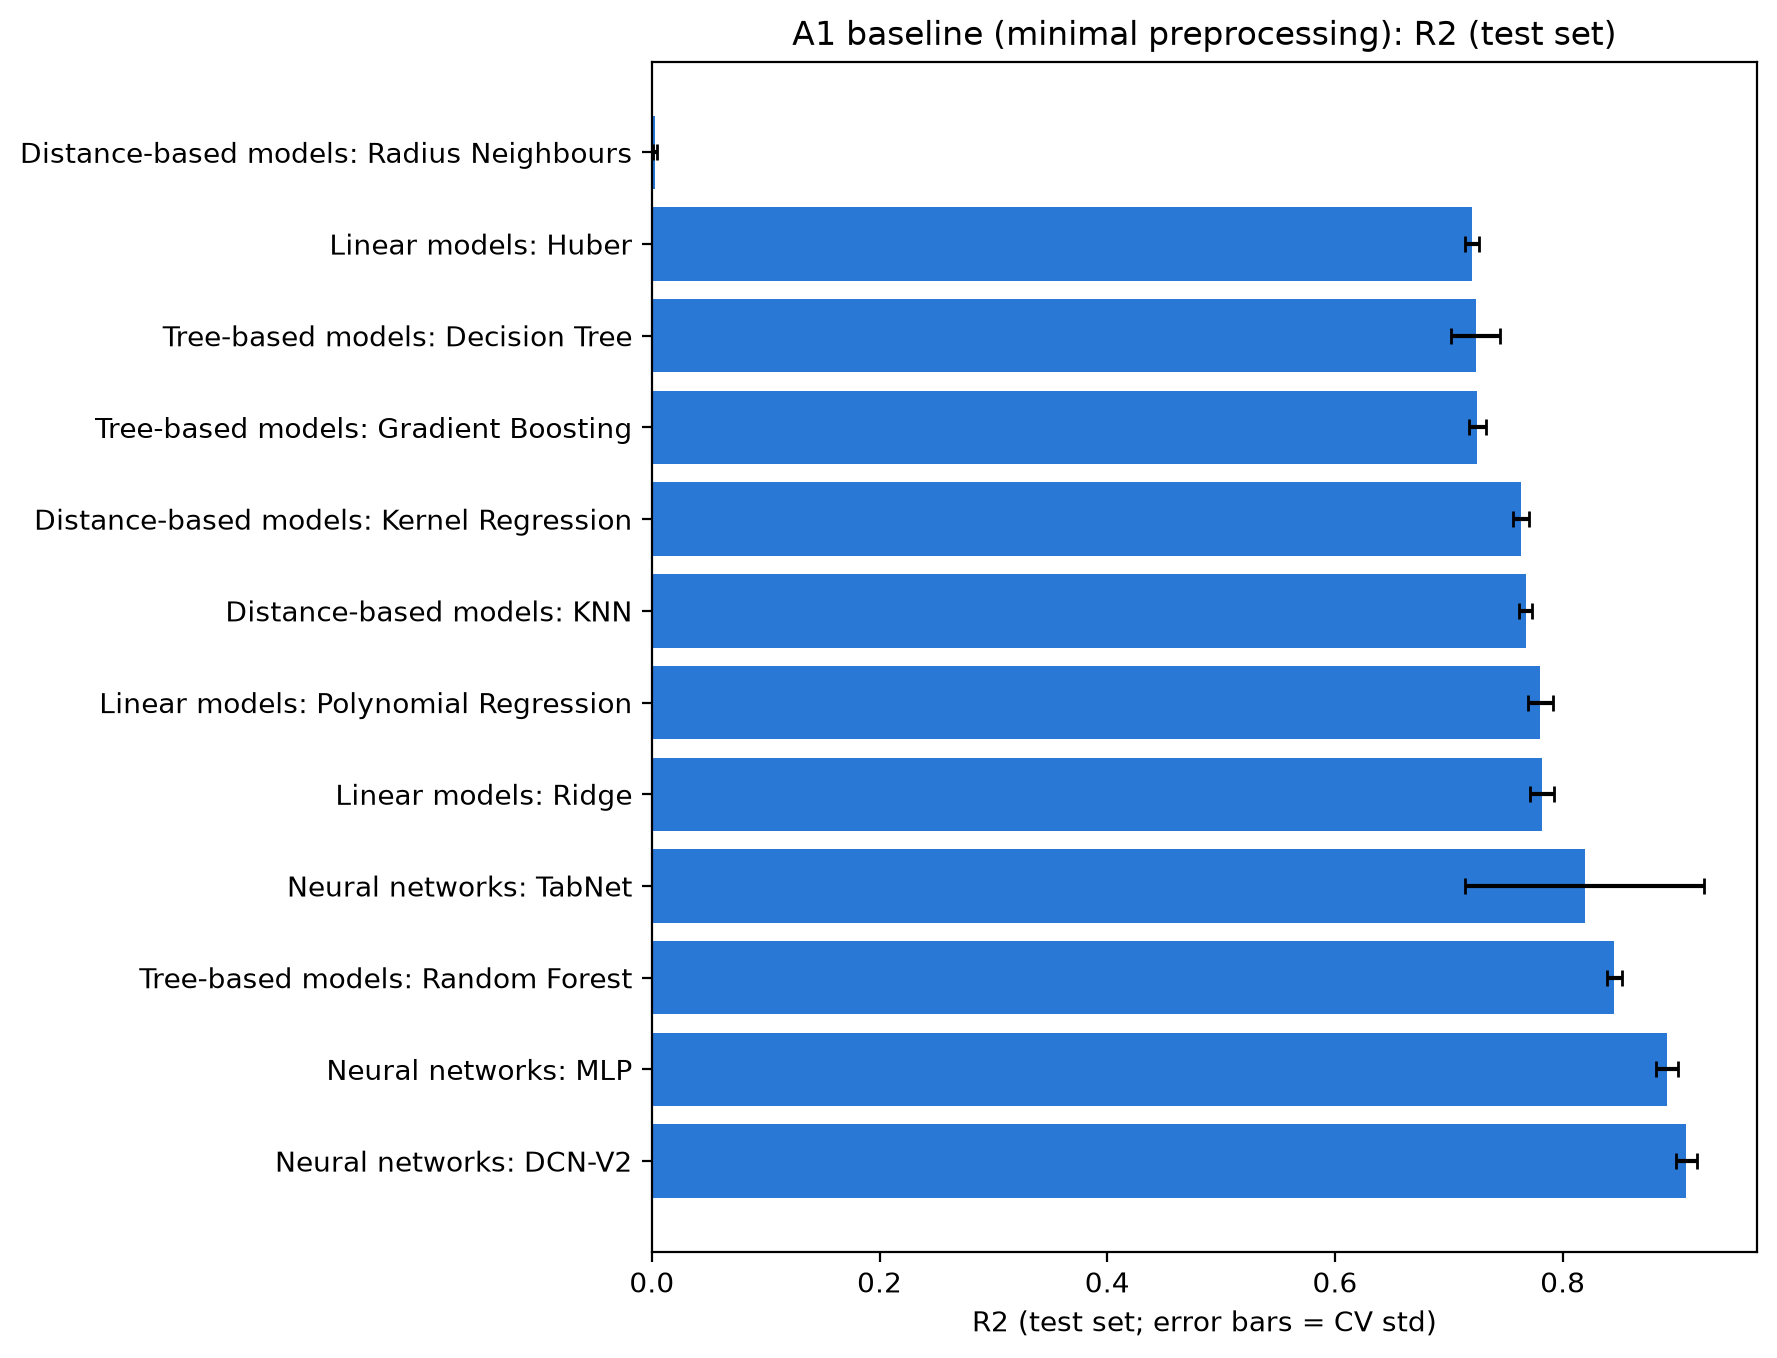 A1 baseline (minimal preprocessing): R2 (test set)
Distance-based models: Radius Neighbours
Linear models: Huber
Tree-based models: Decision Tree
Tree-based models: Gradient Boosting
Distance-based models: Kernel Regression
Distance-based models: KNN
Linear models: Polynomial Regression
Linear models: Ridge
Neural networks: TabNet
Tree-based models: Random Forest
Neural networks: MLP
Neural networks: DCN-V2
0.0 0.2 0.4 0.6 0.8
R2 (test set; error bars = CV std)